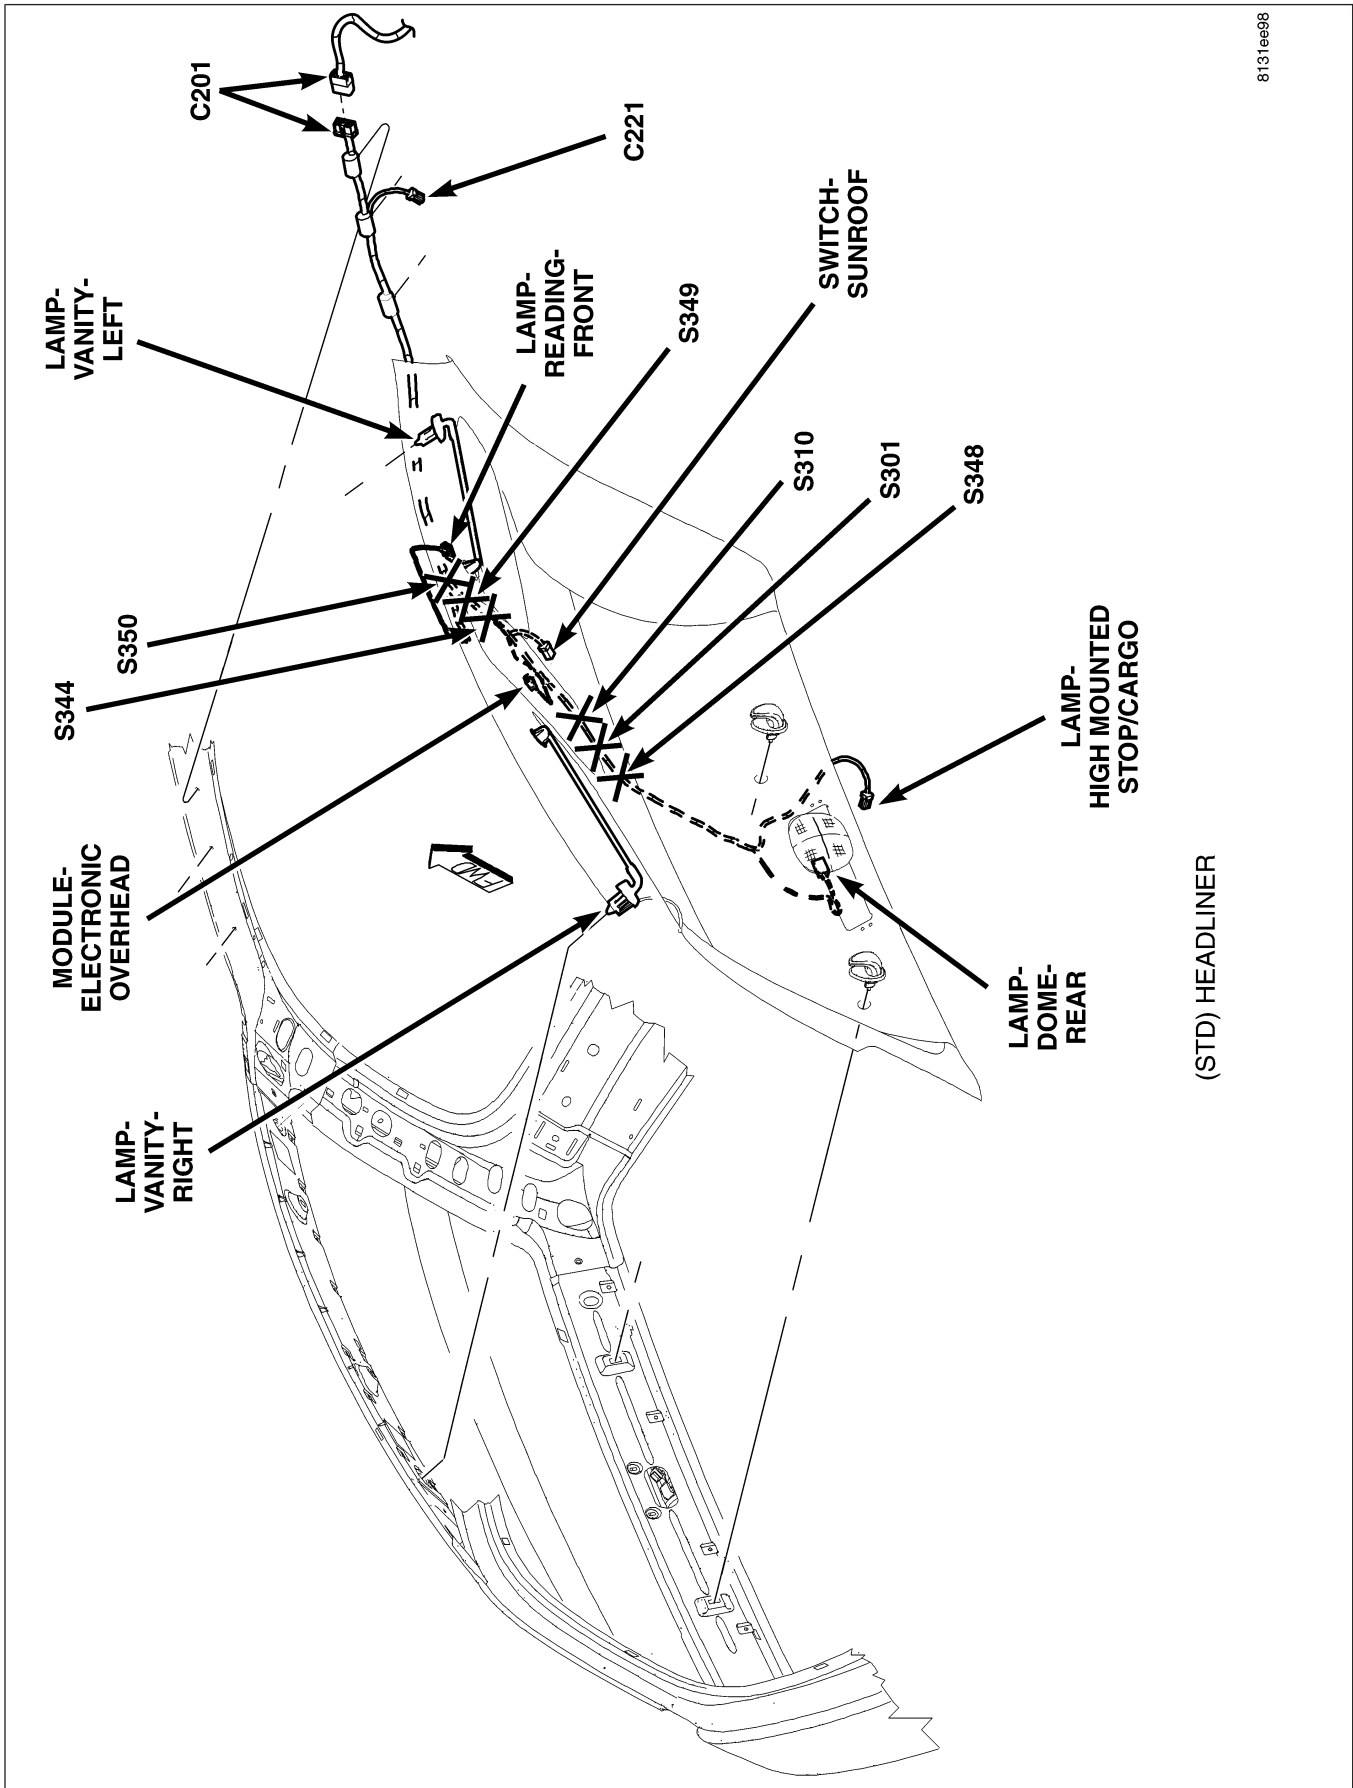 LAMP-
VANITY-
RIGHT
MODULE-
ELECTRONIC
OVERHEAD
S344
S350
LAMP-
VANITY-
LEFT
C201
C221
LAMP-
READING-
FRONT
S349
SWITCH-
SUNROOF
S310
S301
S348
LAMP-
HIGH MOUNTED
STOP/CARGO
LAMP-
DOME-
REAR
FWD
(STD) HEADLINER
8131ee98